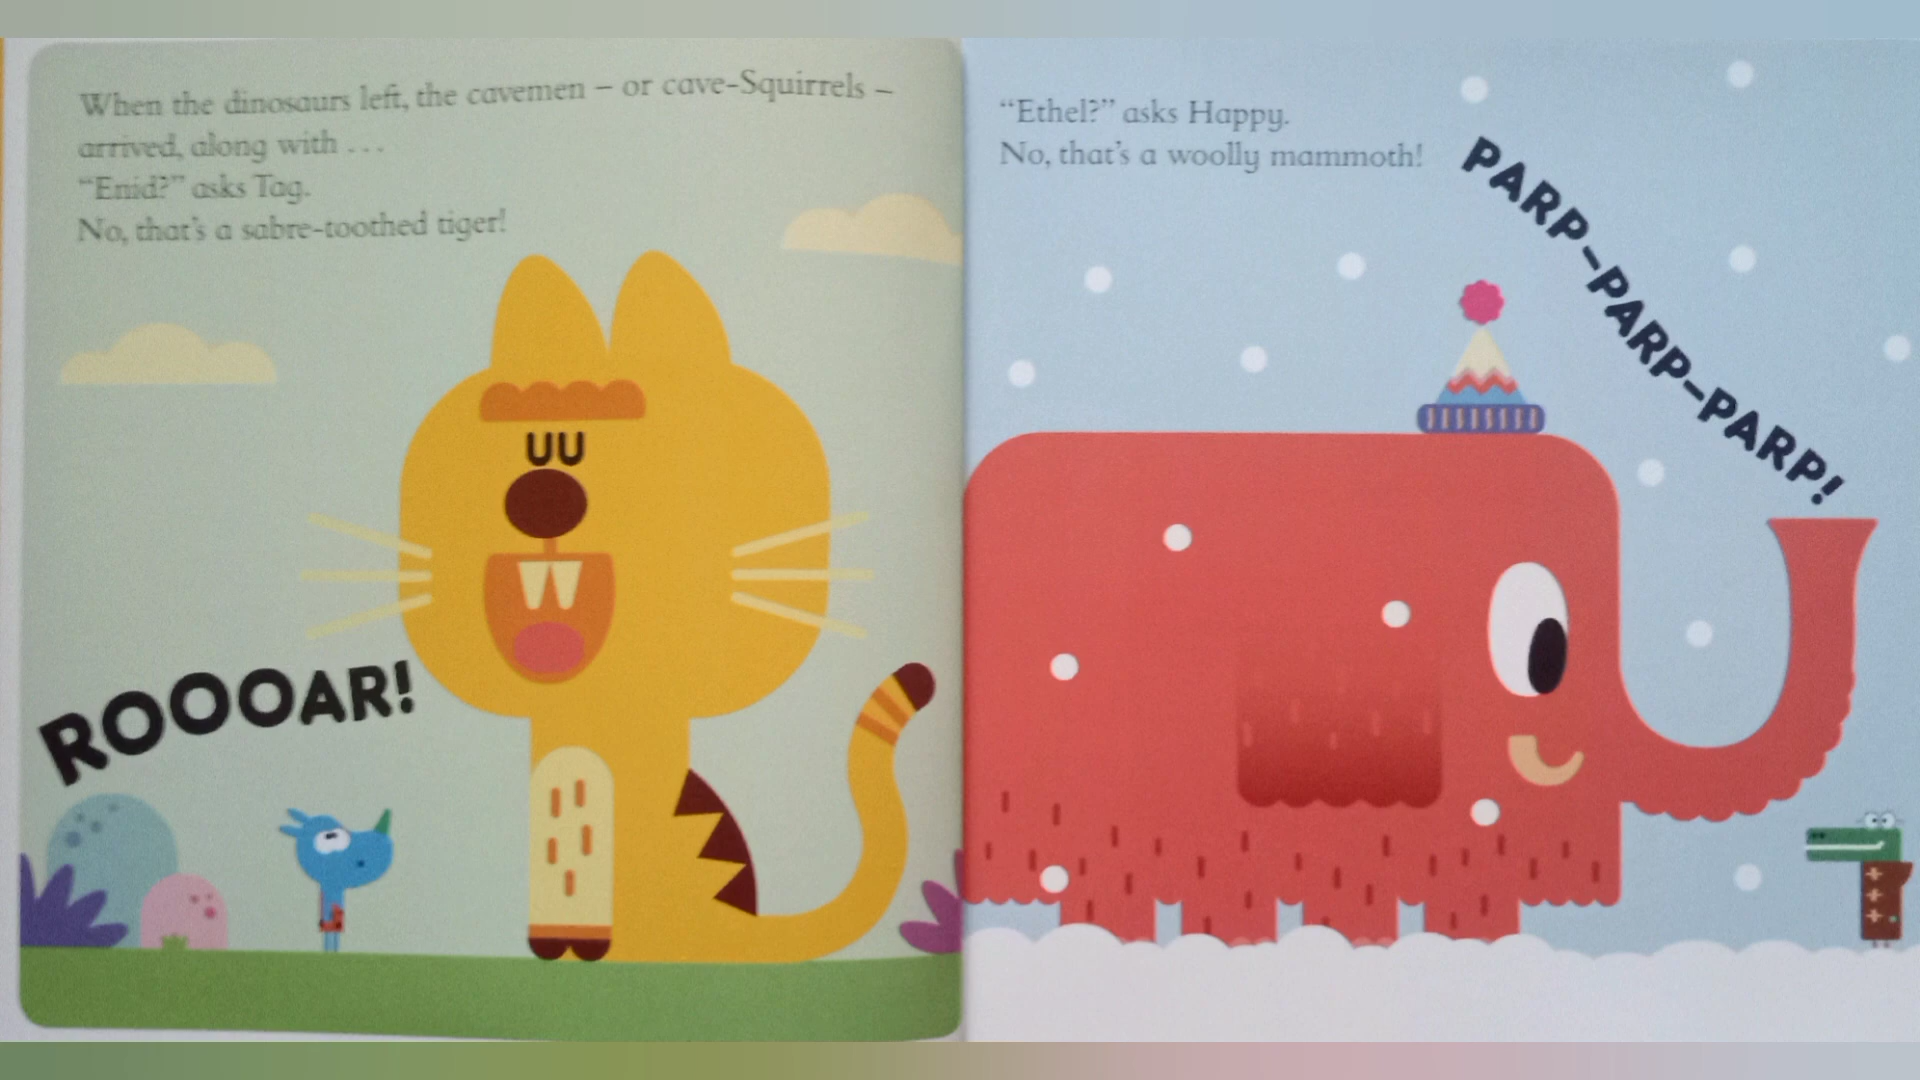 When the dinosaurs left, the cavemen – or cave-Squirrels –
arrived, along with . . .
“Enid?” asks Tag.
No, that’s a sabre-toothed tiger!
ROOOAR!
“Ethel?” asks Happy.
No, that’s a woolly mammoth!
PARP-PARP-PARP-PARP!